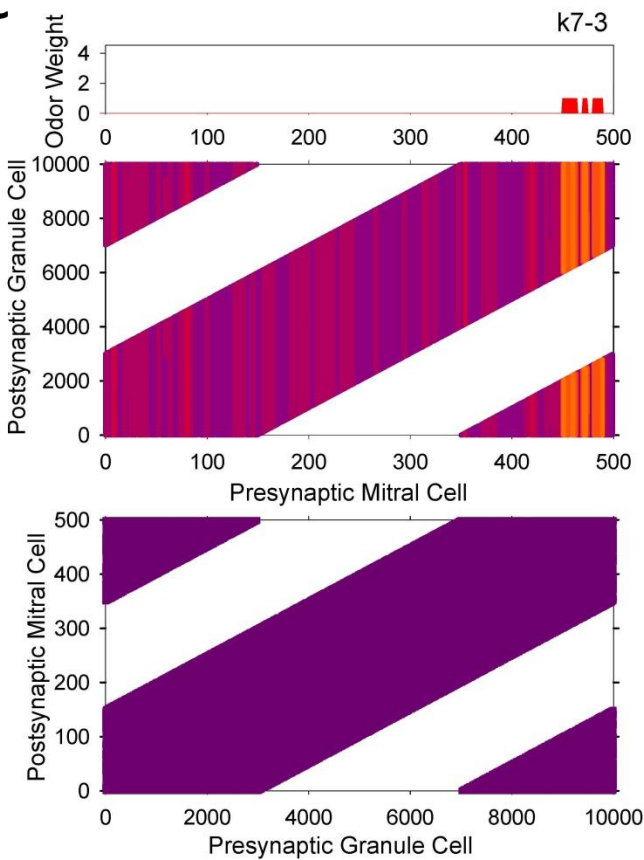 k7-3
Odor Weight
4
2
0
0 100 200 300 400 500
Postsynaptic Granule Cell
10000
8000
6000
4000
2000
0
0 100 200 300 400 500
Presynaptic Mitral Cell
Postsynaptic Mitral Cell
500
400
300
200
100
0
0 2000 4000 6000 8000 10000
Presynaptic Granule Cell